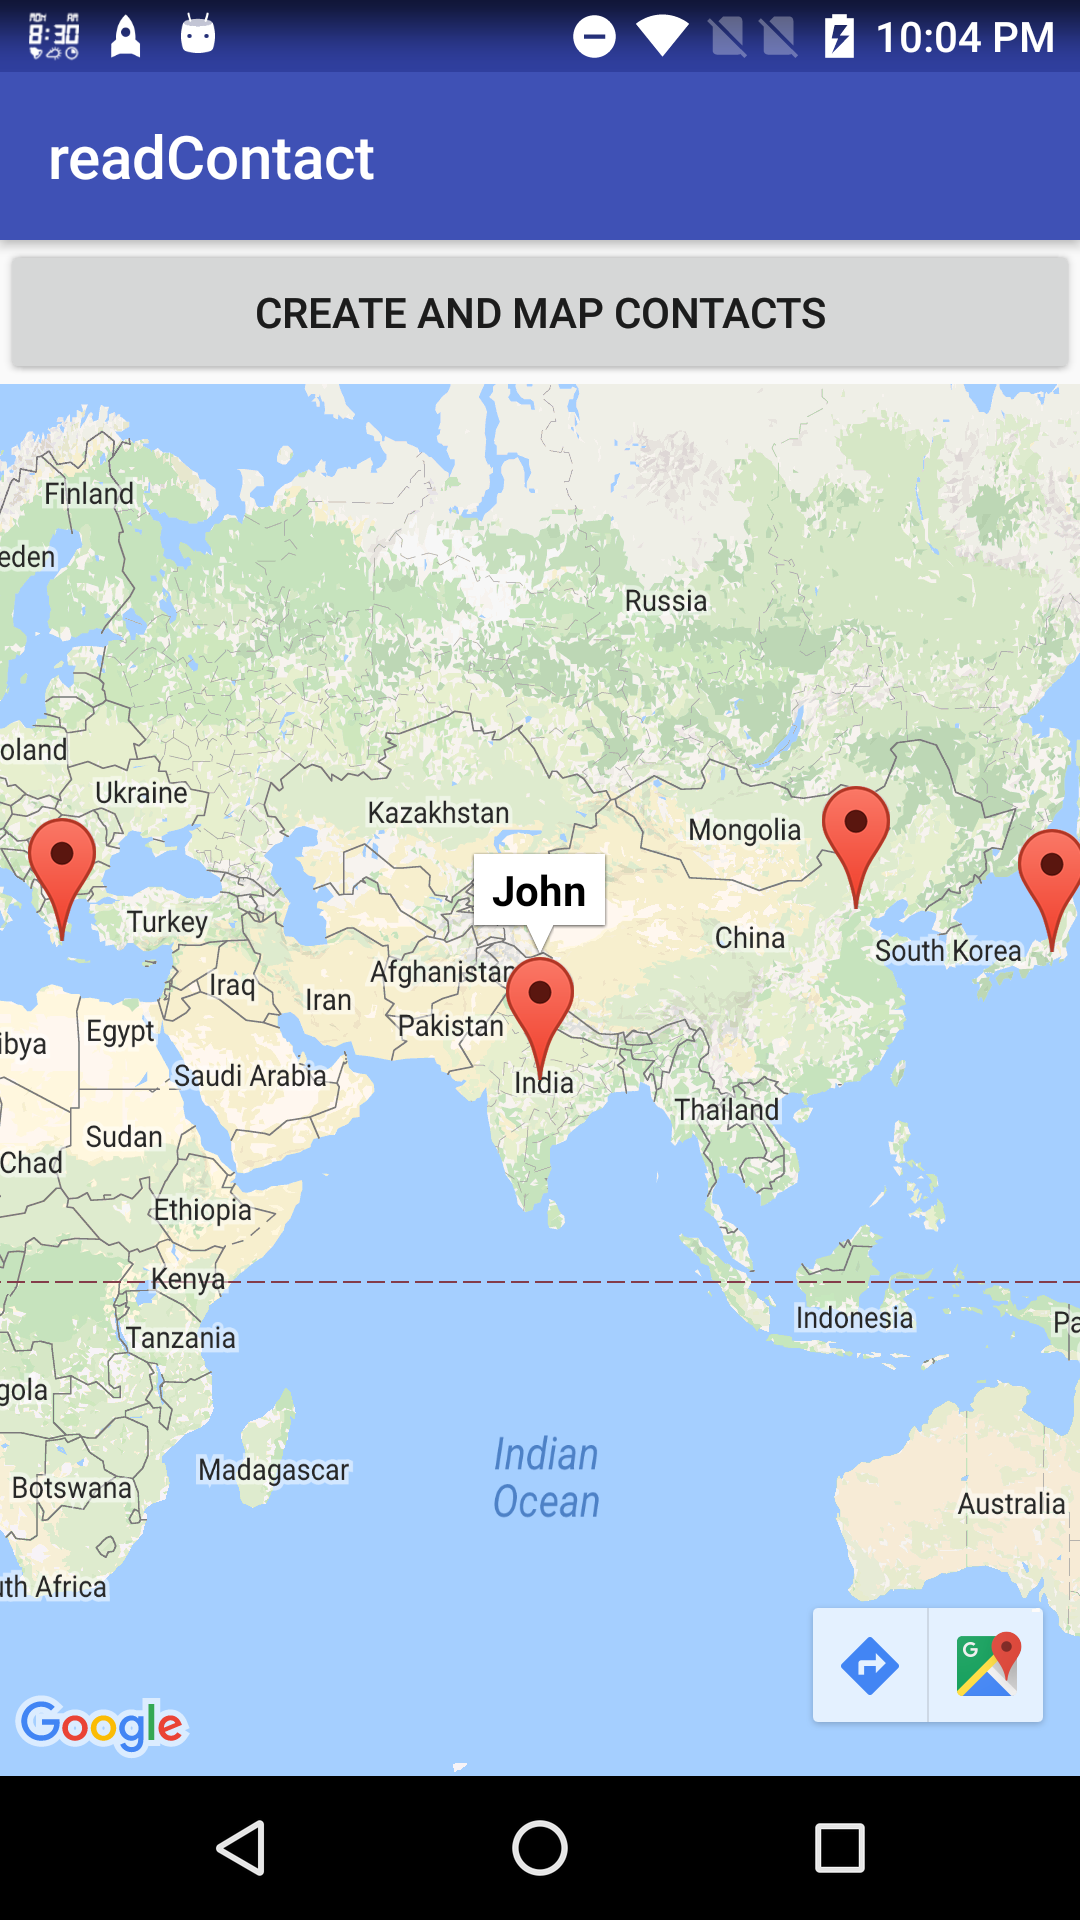 8:30
10:04 PM
readContact
CREATE AND MAP CONTACTS
Finland
eden
Russia
oland
Ukraine
Kazakhstan
Mongolia
John
Turkey
China
South Korea
Afghanistan
Iraq
Iran
Pakistan
Egypt
ibya
Saudi Arabia
India
Thailand
Sudan
Chad
Ethiopia
Kenya
Indonesia
Pa
Tanzania
gola
Indian
Ocean
Madagascar
Botswana
Australia
uth Africa
G
Google